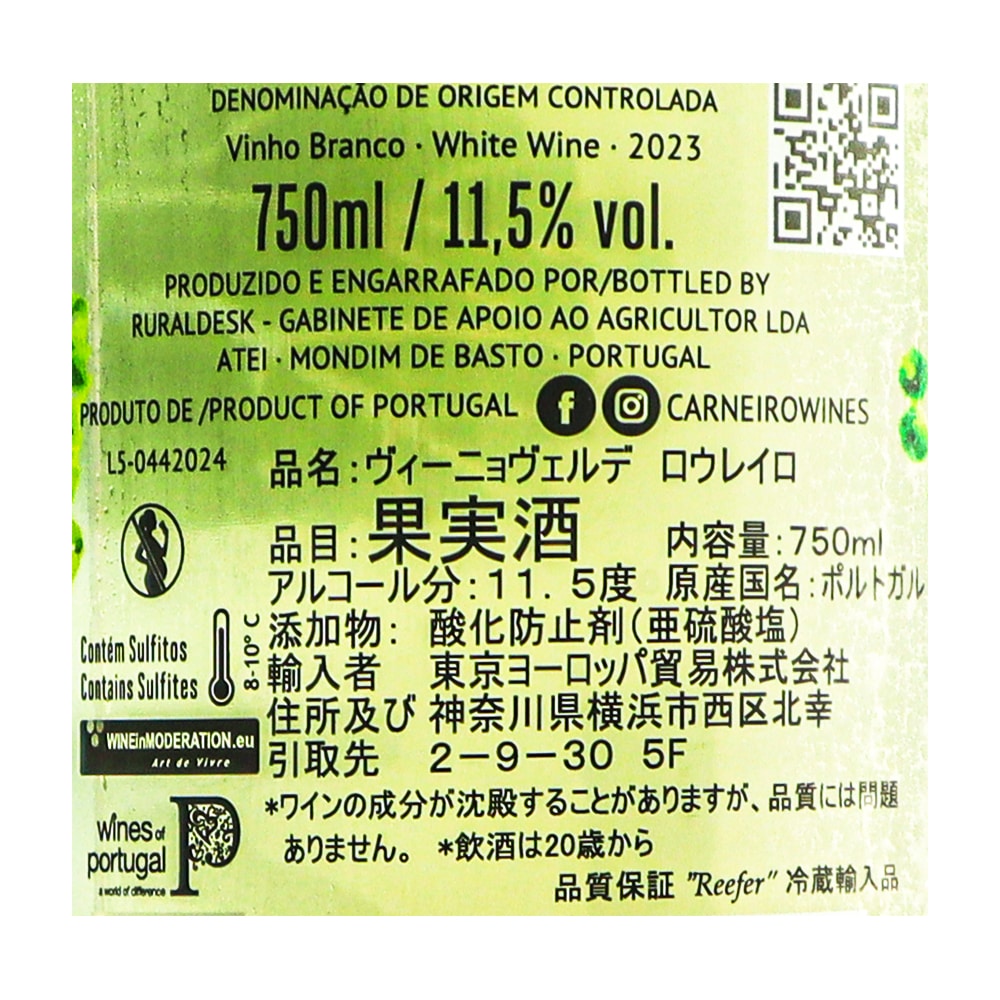 DENOMINAÇÃO DE ORIGEM CONTROLADA
Vinho Branco · White Wine · 2023
750ml / 11,5% vol.
PRODUZIDO E ENGARRAFADO POR/BOTTLED BY
RURALDESK - GABINETE DE APOIO AO AGRICULTOR LDA
ATEI · MONDIM DE BASTO · PORTUGAL
PRODUTO DE /PRODUCT OF PORTUGAL CARNEIROWINES
L5-0442024
品名:ヴィーニョヴェルデ ロウレイロ
品目:果実酒 内容量:750ml
アルコール分:11.5度 原産国名:ポルトガル
添加物: 酸化防止剤(亜硫酸塩)
輸入者 東京ヨーロッパ貿易株式会社
住所及び 神奈川県横浜市西区北幸
引取先 2-9-30 5F
8-10º C
Contém Sulfitos
Contains Sulfites
WINEinMODERATION.eu
Art de Vivre
*ワインの成分が沈殿することがありますが、品質には問題
ありません。 *飲酒は20歳から
品質保証 "Reefer" 冷蔵輸入品
wines of
portugal
a world of difference